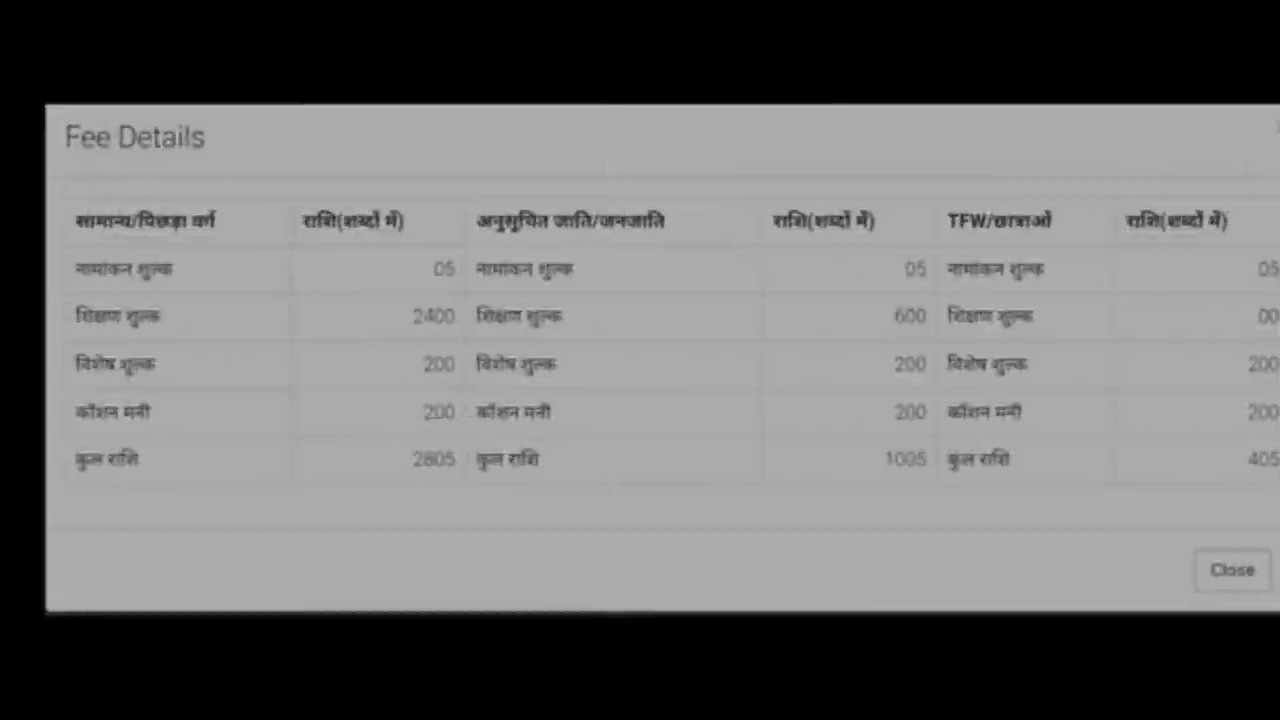 Fee Details
सामान्य/पिछड़ा वर्ग राशि(शब्दों में) अनुसूचित जाति/जनजाति राशि(शब्दों में) TFW/छात्राओं राशि(शब्दों में)
नामांकन शुल्क 05 नामांकन शुल्क 05 नामांकन शुल्क 05
शिक्षण शुल्क 2400 शिक्षण शुल्क 600 शिक्षण शुल्क 00
विशेष शुल्क 200 विशेष शुल्क 200 विशेष शुल्क 200
कॉशन मनी 200 कॉशन मनी 200 कॉशन मनी 200
कुल राशि 2805 कुल राशि 1005 कुल राशि 405
Close